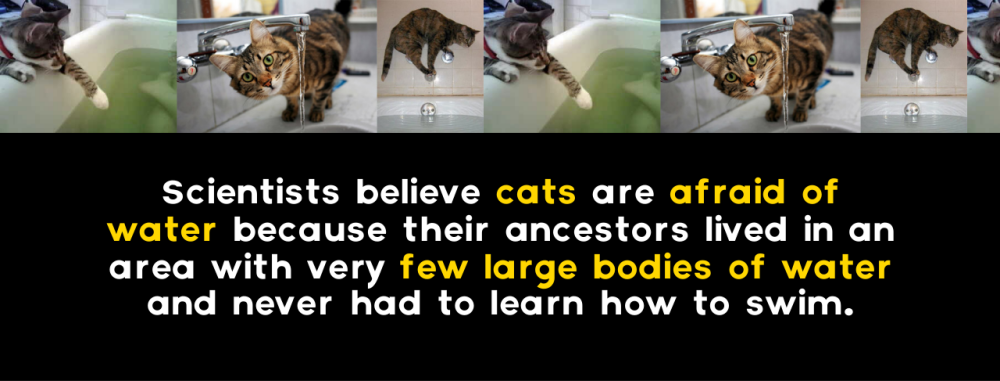 Scientists believe cats are afraid of
water because their ancestors lived in an
area with very few large bodies of water
and never had to learn how to swim.